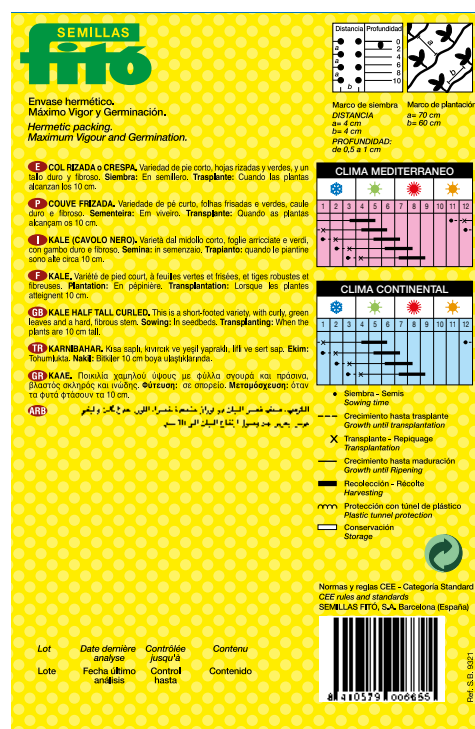 SEMILLAS
fitó
Envase hermético.
Máximo Vigor y Germinación.
Hermetic packing.
Maximum Vigour and Germination.
E COL RIZADA o CRESPA. Variedad de pie corto, hojas rizadas y verdes, y un
tallo duro y fibroso. Siembra: En semillero. Trasplante: Cuando las plantas
alcanzan los 10 cm.
P COUVE FRIZADA. Variedade de pé curto, folhas frisadas e verdes, caule
duro e fibroso. Sementeira: Em viveiro. Transplante: Quando as plantas
alcançam os 10 cm.
I KALE (CAVOLO NERO). Varietà dal midollo corto, foglie arricciate e verdi,
con gambo duro e fibroso. Semina: in semenzaio. Trapianto: quando le piantine
sono alte circa 10 cm.
F KALE. Variété de pied court, à feuilles vertes et frisées, et tiges robustes et
fibreuses. Plantation: En pépinière. Transplantation: Lorsque les plantes
atteignent 10 cm.
GB KALE HALF TALL CURLED. This is a short-footed variety, with curly, green
leaves and a hard, fibrous stem. Sowing: In seedbeds. Transplanting: When the
plants are 10 cm tall.
TR KARNIBAHAR. Kısa saplı, kıvırcık ve yeşil yapraklı, lifli ve sert sap. Ekim:
Tohumlukta. Nakil: Bitkiler 10 cm boya ulaştıklarında.
GR ΚΑΛΕ. Ποικιλία χαμηλού ύψους με φύλλα σγουρά και πράσινα,
βλαστός σκληρός και ινώδης. Φύτευση: σε σπορείο. Μεταμόσχευση: όταν
τα φυτά φτάσουν τα 10 cm.
ARB
Distancia Profundidad
a
a
a
a
b
0
2
4
6
8
10
a
b
Marco de siembra
DISTANCIA
a= 4 cm
b= 4 cm
PROFUNDIDAD:
de 0,5 a 1 cm
Marco de plantación
a= 70 cm
b= 60 cm
CLIMA MEDITERRANEO
1 2 3 4 5 6 7 8 9 10 11 12
CLIMA CONTINENTAL
1 2 3 4 5 6 7 8 9 10 11 12
Siembra - Semis
Sowing time
Crecimiento hasta trasplante
Growth until transplantation
X Transplante - Repiquage
Transplantation
Crecimiento hasta maduración
Growth until Ripening
Recolección - Récolte
Harvesting
Protección con túnel de plástico
Plastic tunnel protection
Conservación
Storage
Normas y reglas CEE - Categoría Standard
CEE rules and standards
SEMILLAS FITÓ, S.A. Barcelona (España)
8 410579 006655
Ref. S.B. 9321
Lot Date dernière analyse Contrôlée jusqu'à Contenu
Lote Fecha último análisis Control hasta Contenido